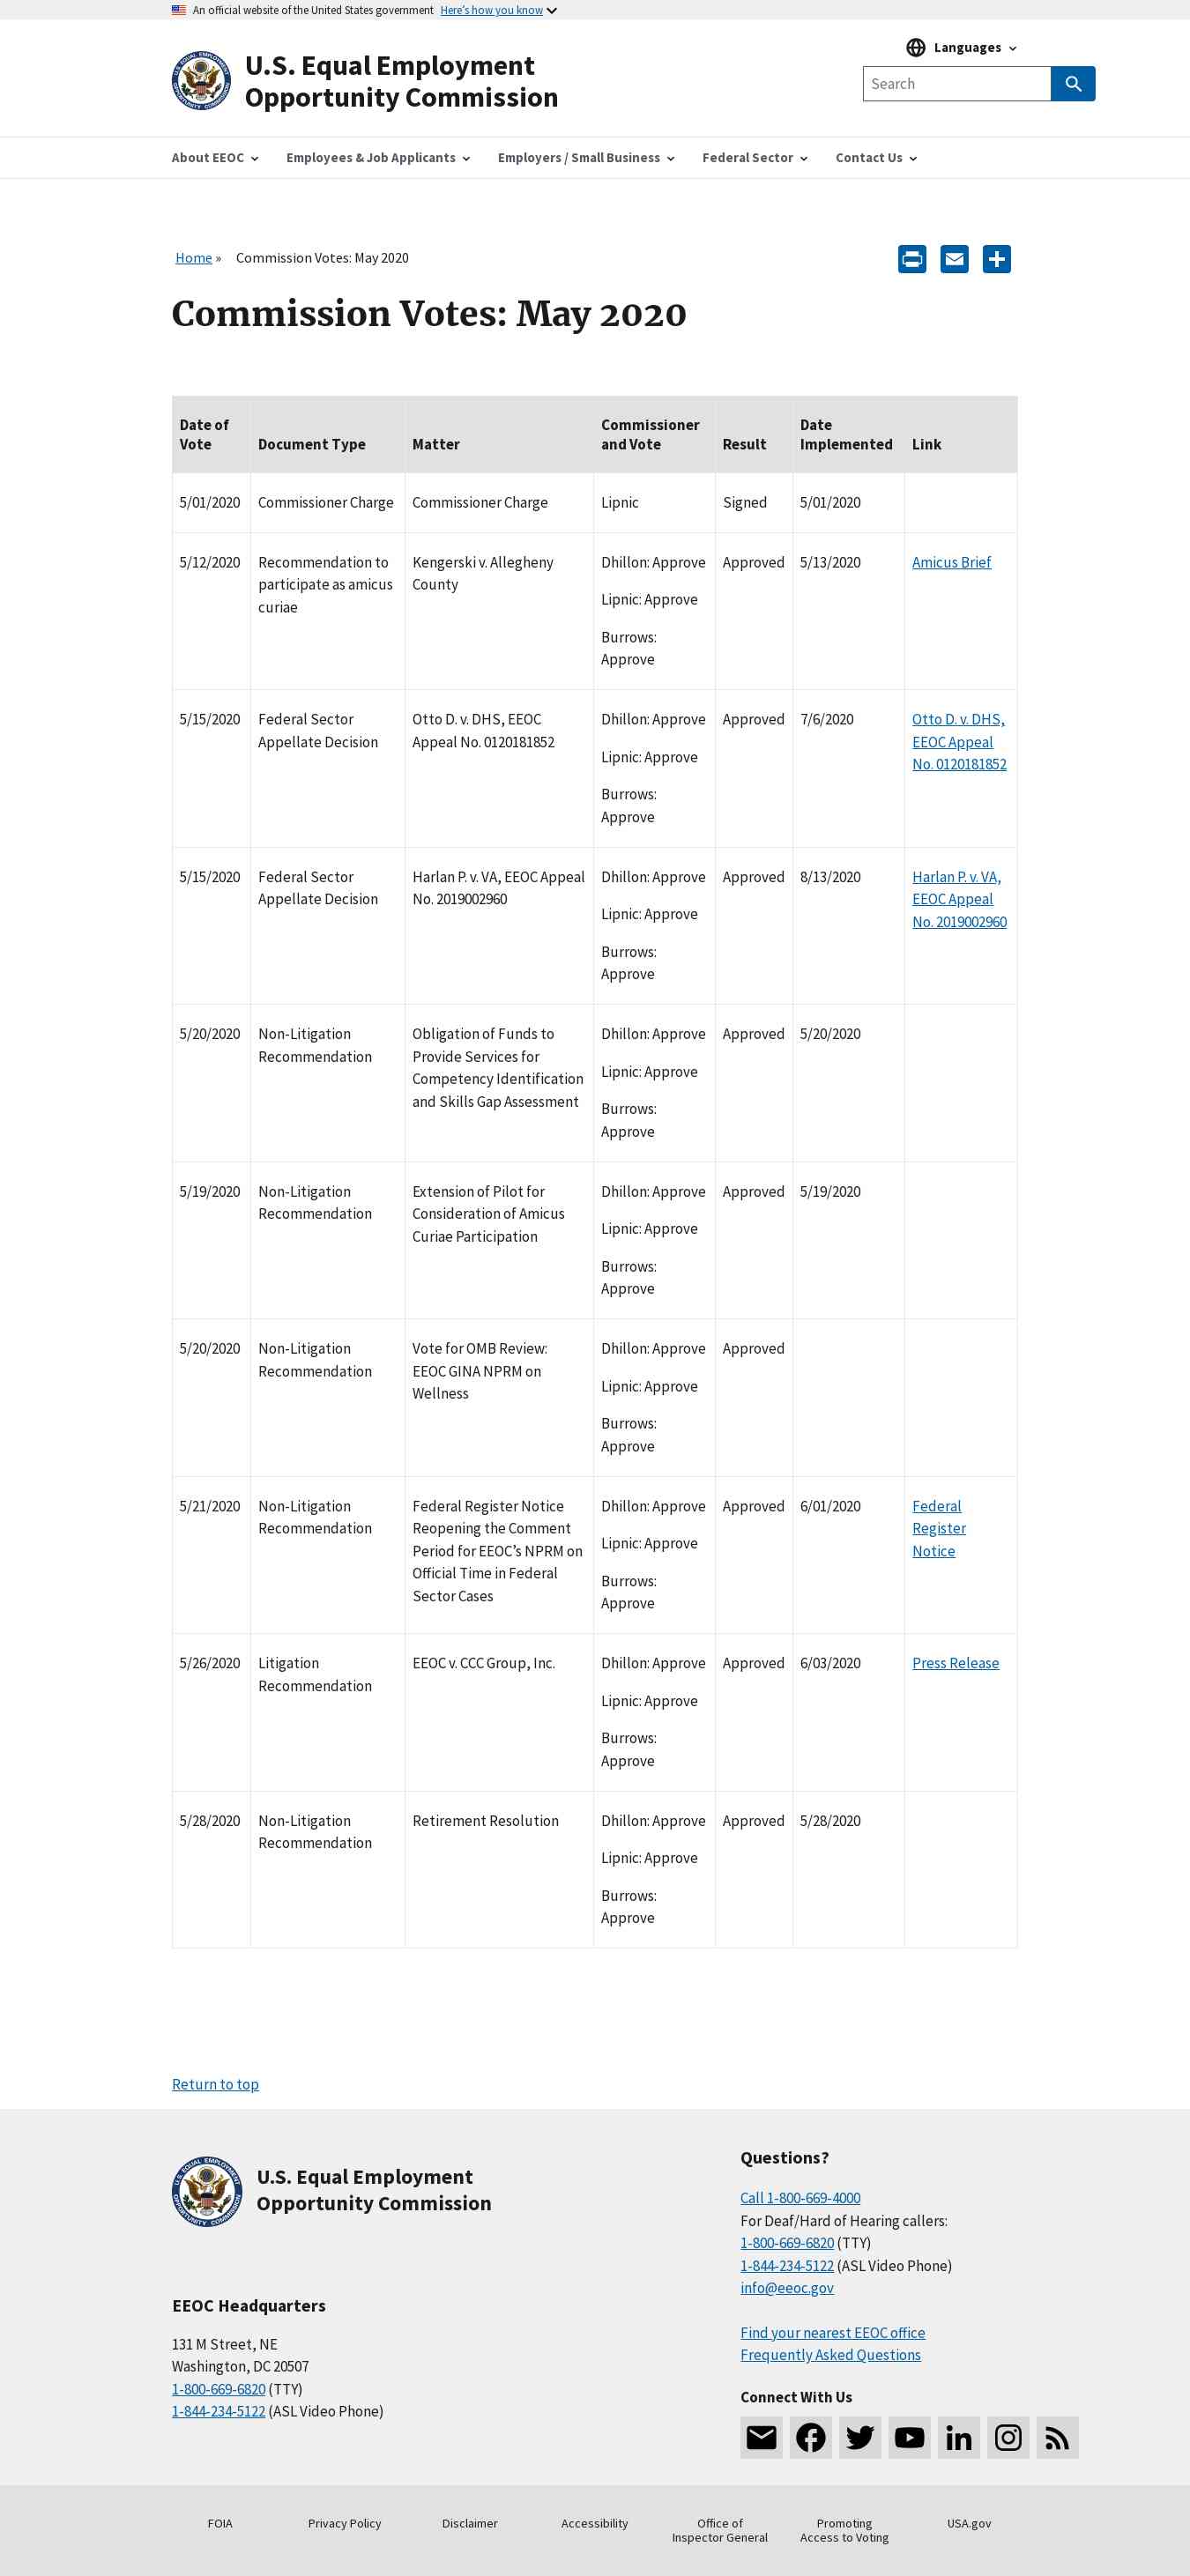 An official website of the United States government Here's how you know
U.S. Equal Employment
Opportunity Commission
Languages
Search
About EEOC Employees & Job Applicants Employers / Small Business Federal Sector Contact Us
Home » Commission Votes: May 2020
Commission Votes: May 2020
Date of Vote Document Type Matter Commissioner and Vote Result Date Implemented Link
5/01/2020 Commissioner Charge Commissioner Charge Lipnic Signed 5/01/2020
5/12/2020 Recommendation to Kengerski v. Allegheny Dhillon: Approve Approved 5/13/2020 Amicus Brief
participate as amicus County
Lipnic: Approve
curiae
Burrows:
Approve
5/15/2020 Federal Sector Otto D. v. DHS, EEOC Dhillon: Approve Approved 7/6/2020 Otto D. v. DHS,
Appellate Decision Appeal No. 0120181852 EEOC Appeal
Lipnic: Approve
No. 0120181852
Burrows:
Approve
5/15/2020 Federal Sector Harlan P. v. VA, EEOC Appeal Dhillon: Approve Approved 8/13/2020 Harlan P. v. VA,
Appellate Decision No. 2019002960 EEOC Appeal
Lipnic: Approve
No. 2019002960
Burrows:
Approve
5/20/2020 Non-Litigation Obligation of Funds to Dhillon: Approve Approved 5/20/2020
Recommendation Provide Services for
Lipnic: Approve
Competency Identification
and Skills Gap Assessment
Burrows:
Approve
5/19/2020 Non-Litigation Extension of Pilot for Dhillon: Approve Approved 5/19/2020
Recommendation Consideration of Amicus
Lipnic: Approve
Curiae Participation
Burrows:
Approve
5/20/2020 Non-Litigation Vote for OMB Review: Dhillon: Approve Approved
Recommendation EEOC GINA NPRM on
Lipnic: Approve
Wellness
Burrows:
Approve
5/21/2020 Non-Litigation Federal Register Notice Dhillon: Approve Approved 6/01/2020 Federal
Recommendation Reopening the Comment Register
Lipnic: Approve
Period for EEOC’s NPRM on Notice
Official Time in Federal
Burrows:
Sector Cases
Approve
5/26/2020 Litigation EEOC v. CCC Group, Inc. Dhillon: Approve Approved 6/03/2020 Press Release
Recommendation
Lipnic: Approve
Burrows:
Approve
5/28/2020 Non-Litigation Retirement Resolution Dhillon: Approve Approved 5/28/2020
Recommendation
Lipnic: Approve
Burrows:
Approve
Return to top
U.S. Equal Employment
Opportunity Commission
EEOC Headquarters
131 M Street, NE
Washington, DC 20507
1-800-669-6820 (TTY)
1-844-234-5122 (ASL Video Phone)
Questions?
Call 1-800-669-4000
For Deaf/Hard of Hearing callers:
1-800-669-6820 (TTY)
1-844-234-5122 (ASL Video Phone)
info@eeoc.gov
Find your nearest EEOC office
Frequently Asked Questions
Connect With Us
FOIA Privacy Policy Disclaimer Accessibility Office of Inspector General Promoting Access to Voting USA.gov